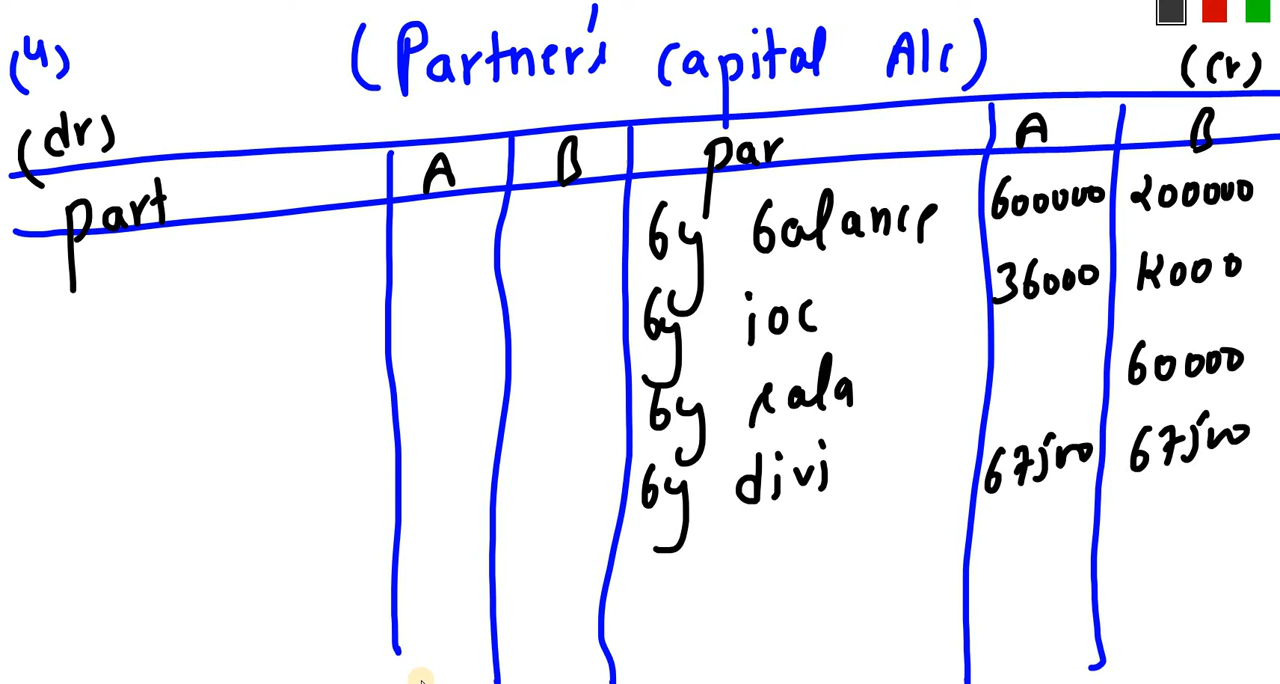 (4) (Partner's capital A/c)
(dr) (cr)
part A B par A B
By balance 600000 200000
By ioc 36000 12000
By sala 60000
By divi 67500 67500